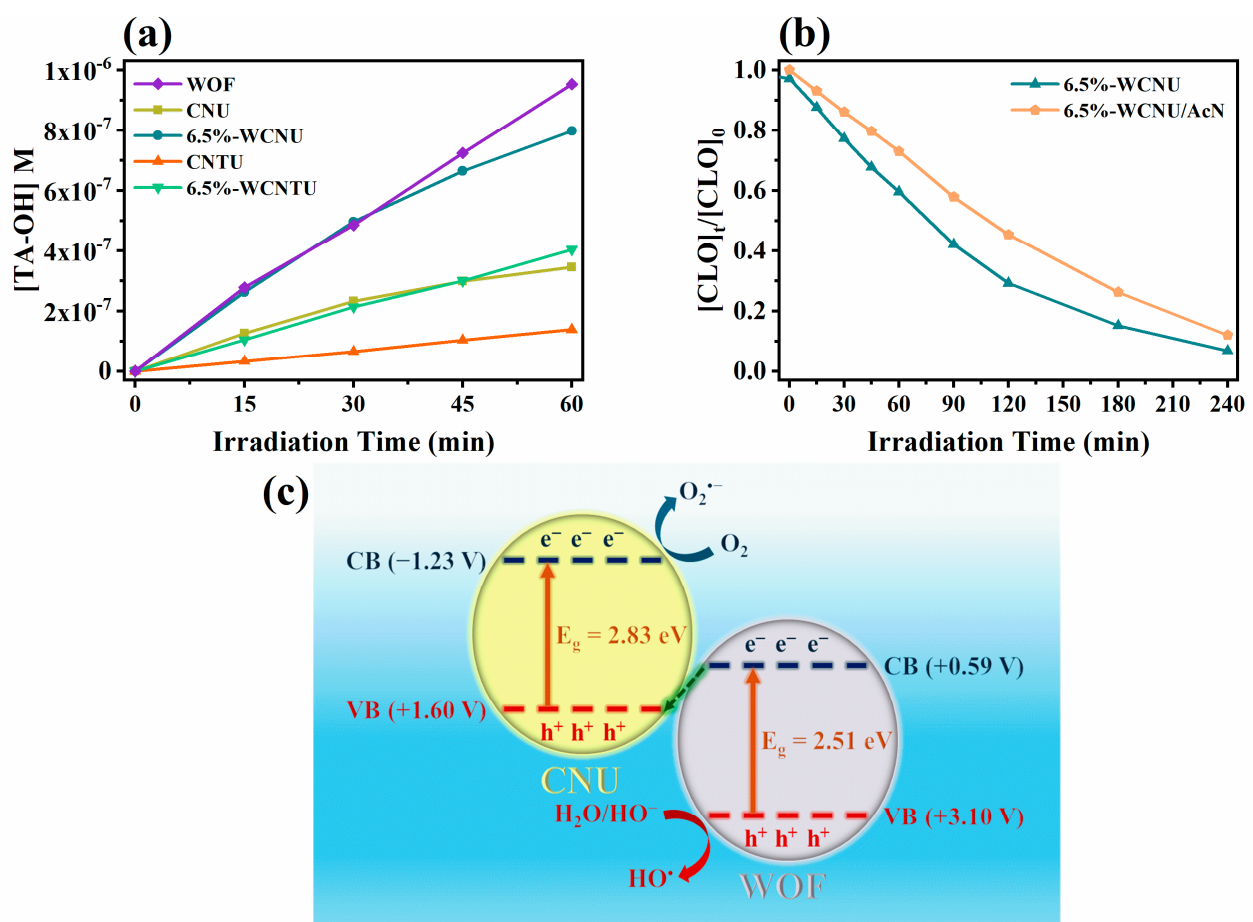 (a)
1x10⁻⁶
8x10⁻⁷
6x10⁻⁷
4x10⁻⁷
2x10⁻⁷
0
[TA-OH] M
WOF
CNU
6.5%-WCNU
CNTU
6.5%-WCNTU
0 15 30 45 60
Irradiation Time (min)
(b)
1.0
0.8
0.6
0.4
0.2
0.0
[CLO]t/[CLO]0
6.5%-WCNU
6.5%-WCNU/AcN
0 30 60 90 120 150 180 210 240
Irradiation Time (min)
(c)
O₂•⁻
O₂
e⁻ e⁻ e⁻
CB (−1.23 V)
Eg = 2.83 eV
VB (+1.60 V)
h⁺ h⁺ h⁺
CNU
e⁻ e⁻ e⁻
CB (+0.59 V)
Eg = 2.51 eV
VB (+3.10 V)
h⁺ h⁺ h⁺
WOF
H₂O/HO⁻
HO•